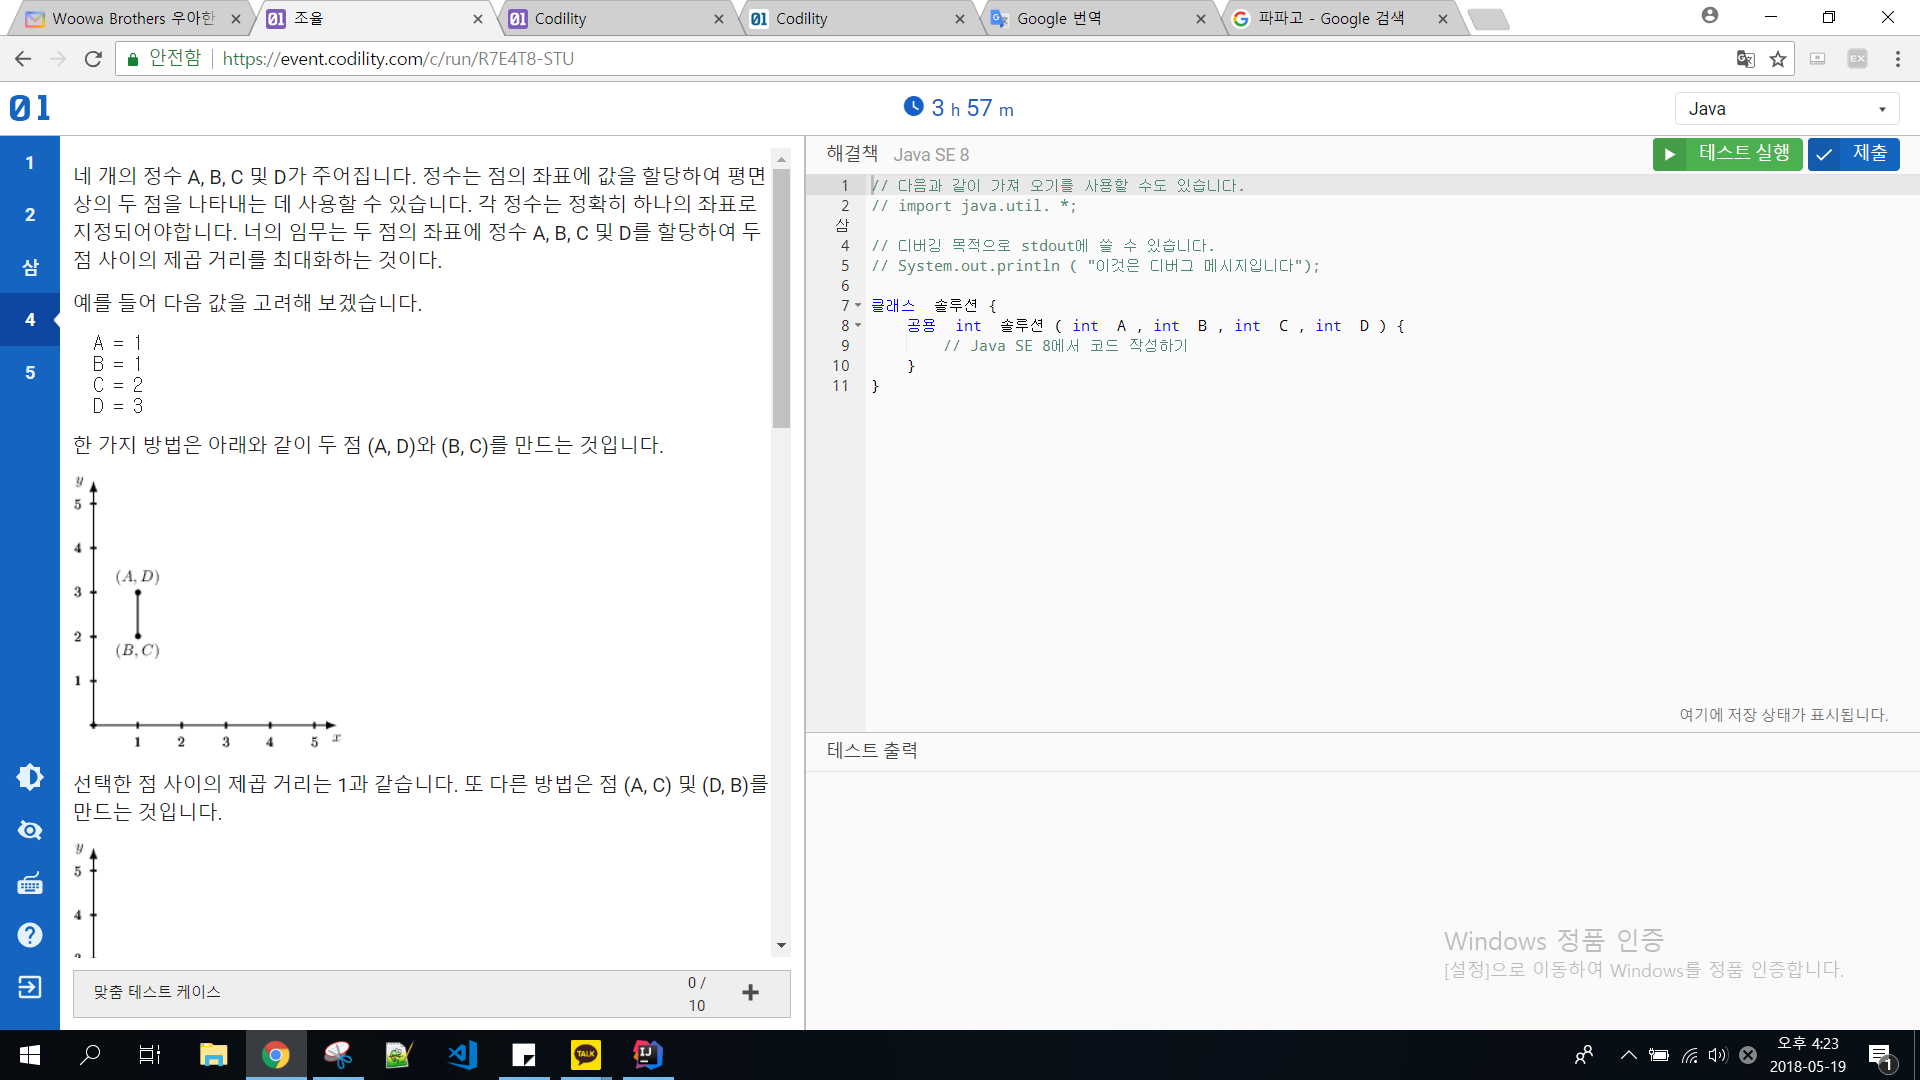 Woowa Brothers 우아한
조율
Codility
Codility
Google 번역
파파고 - Google 검색
안전함
https://event.codility.com/c/run/R7E4T8-STU
3 h 57 m
Java
1
2
삼
4
5
네 개의 정수 A, B, C 및 D가 주어집니다. 정수는 점의 좌표에 값을 할당하여 평면
상의 두 점을 나타내는 데 사용할 수 있습니다. 각 정수는 정확히 하나의 좌표로
지정되어야합니다. 너의 임무는 두 점의 좌표에 정수 A, B, C 및 D를 할당하여 두
점 사이의 제곱 거리를 최대화하는 것이다.
예를 들어 다음 값을 고려해 보겠습니다.
A = 1
B = 1
C = 2
D = 3
한 가지 방법은 아래와 같이 두 점 (A, D)와 (B, C)를 만드는 것입니다.
y
5
4
(A, D)
3
2
(B, C)
1
1 2 3 4 5 x
선택한 점 사이의 제곱 거리는 1과 같습니다. 또 다른 방법은 점 (A, C) 및 (D, B)를
만드는 것입니다.
y
5
4
맞춤 테스트 케이스
0 /
10
해결책 Java SE 8
테스트 실행
제출
1 // 다음과 같이 가져 오기를 사용할 수도 있습니다.
2 // import java.util. *;
삼
4 // 디버깅 목적으로 stdout에 쓸 수 있습니다.
5 // System.out.println ( "이것은 디버그 메시지입니다");
6
7 클래스 솔루션 {
8 공용 int 솔루션 ( int A , int B , int C , int D ) {
9 // Java SE 8에서 코드 작성하기
10 }
11 }
여기에 저장 상태가 표시됩니다.
테스트 출력
Windows 정품 인증
[설정]으로 이동하여 Windows를 정품 인증합니다.
TALK
IJ
오후 4:23
2018-05-19
1